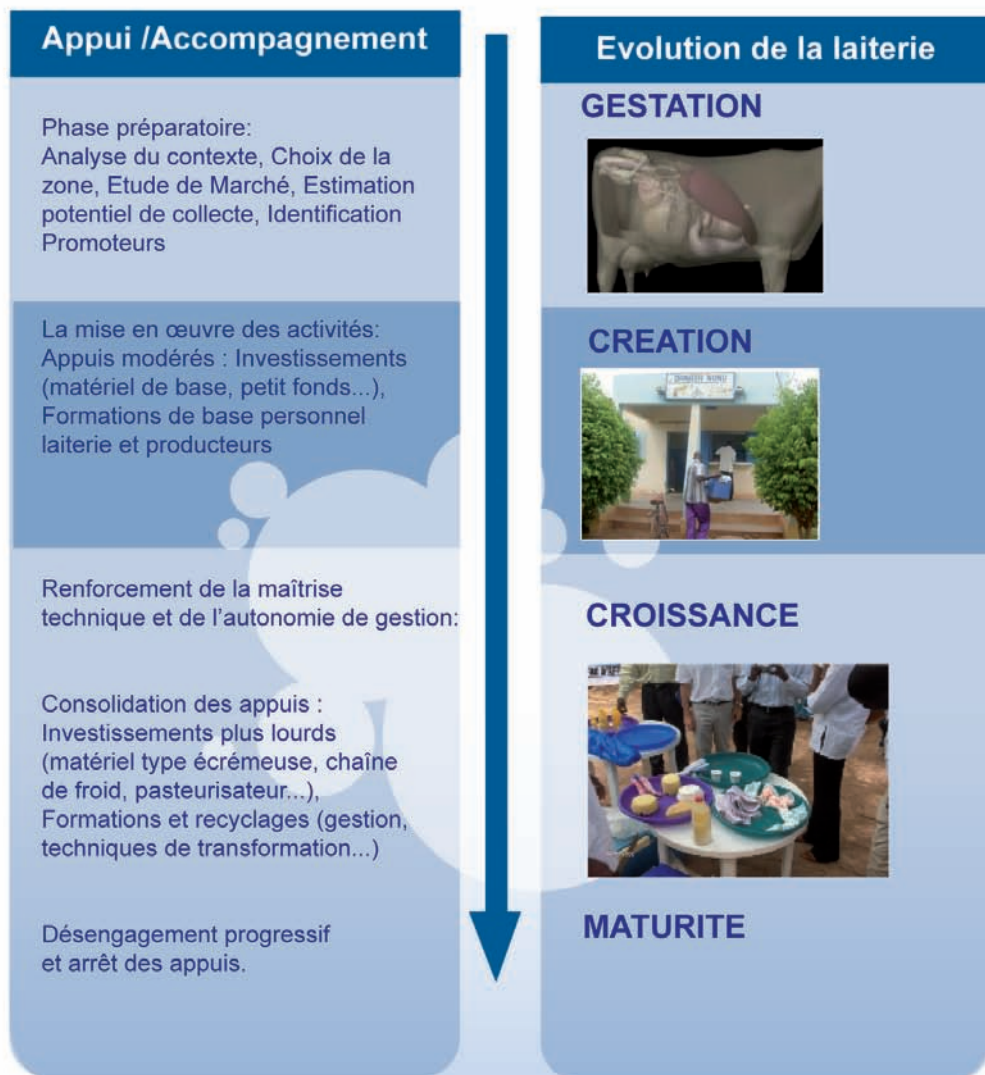 Appui /Accompagnement
Phase préparatoire:
Analyse du contexte, Choix de la
zone, Etude de Marché, Estimation
potentiel de collecte, Identification
Promoteurs
La mise en œuvre des activités:
Appuis modérés : Investissements
(matériel de base, petit fonds...),
Formations de base personnel
laiterie et producteurs
Renforcement de la maîtrise
technique et de l'autonomie de gestion:
Consolidation des appuis :
Investissements plus lourds
(matériel type écrémeuse, chaîne
de froid, pasteurisateur...),
Formations et recyclages (gestion,
techniques de transformation...)
Désengagement progressif
et arrêt des appuis.
Evolution de la laiterie
GESTATION
CREATION
CROISSANCE
MATURITE